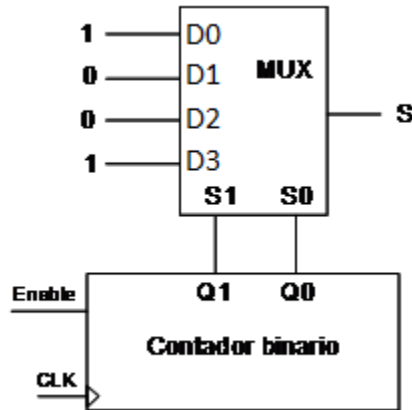 1 D0
0 D1 MUX
0 D2 S
1 D3
S1 S0
Enable Q1 Q0
Contador binario
CLK